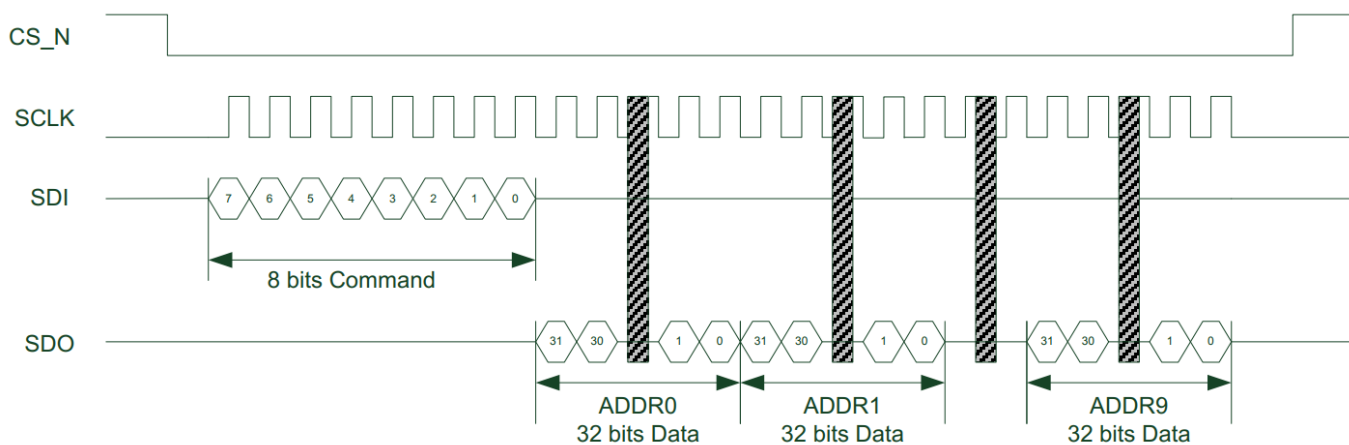 CS_N
SCLK
SDI
7 6 5 4 3 2 1 0
8 bits Command
SDO
31 30 1 0 31 30 1 0 31 30 1 0
ADDR0 ADDR1 ADDR9
32 bits Data 32 bits Data 32 bits Data